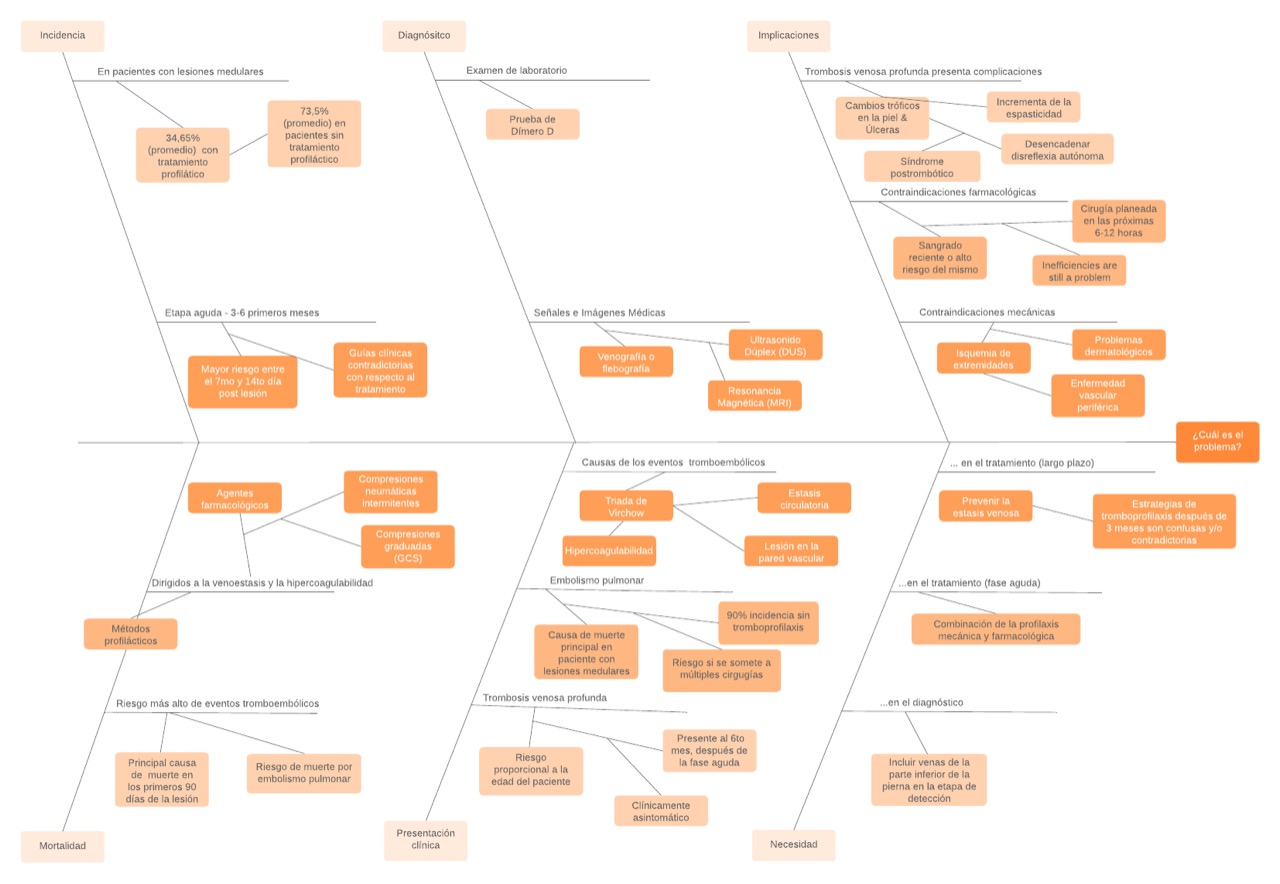 Incidencia
En pacientes con lesiones medulares
34,65%
(promedio) con
tratamiento
profilático
73,5%
(promedio) en
pacientes sin
tratamiento
profiláctico
Etapa aguda - 3-6 primeros meses
Mayor riesgo entre
el 7mo y 14to día
post lesión
Guías clínicas
contradictorias
con respecto al
tratamiento
Diagnósitco
Examen de laboratorio
Prueba de
Dímero D
Señales e Imágenes Médicas
Venografía o
flebografía
Ultrasonido
Dúplex (DUS)
Resonancia
Magnética (MRI)
Implicaciones
Trombosis venosa profunda presenta complicaciones
Cambios tróficos
en la piel &
Úlceras
Incrementa de la
espasticidad
Desencadenar
disreflexia autónoma
Síndrome
postrombótico
Contraindicaciones farmacológicas
Cirugía planeada
en las próximas
6-12 horas
Sangrado
reciente o alto
riesgo del mismo
Inefficiencies are
still a problem
Contraindicaciones mecánicas
Isquemia de
extremidades
Problemas
dermatológicos
Enfermedad
vascular
periférica
¿Cuál es el
problema?
Agentes
farmacológicos
Compresiones
neumáticas
intermitentes
Compresiones
graduadas
(GCS)
Dirigidos a la venoestasis y la hipercoagulabilidad
Métodos
profilácticos
Riesgo más alto de eventos tromboembólicos
Principal causa
de muerte en
los primeros 90
días de la lesión
Riesgo de muerte por
embolismo pulmonar
Mortalidad
Causas de los eventos tromboembólicos
Triada de
Virchow
Estasis
circulatoria
Hipercoagulabilidad
Lesión en la
pared vascular
Embolismo pulmonar
90% incidencia sin
tromboprofilaxis
Causa de muerte
principal en
paciente con
lesiones medulares
Riesgo si se somete a
múltiples cirgugías
Trombosis venosa profunda
Riesgo
proporcional a la
edad del paciente
Presente al 6to
mes, después de
la fase aguda
Clínicamente
asintomático
Presentación
clínica
... en el tratamiento (largo plazo)
Prevenir la
estasis venosa
Estrategias de
tromboprofilaxis después de
3 meses son confusas y/o
contradictorias
...en el tratamiento (fase aguda)
Combinación de la profilaxis
mecánica y farmacológica
...en el diagnóstico
Incluir venas de la
parte inferior de la
pierna en la etapa de
detección
Necesidad